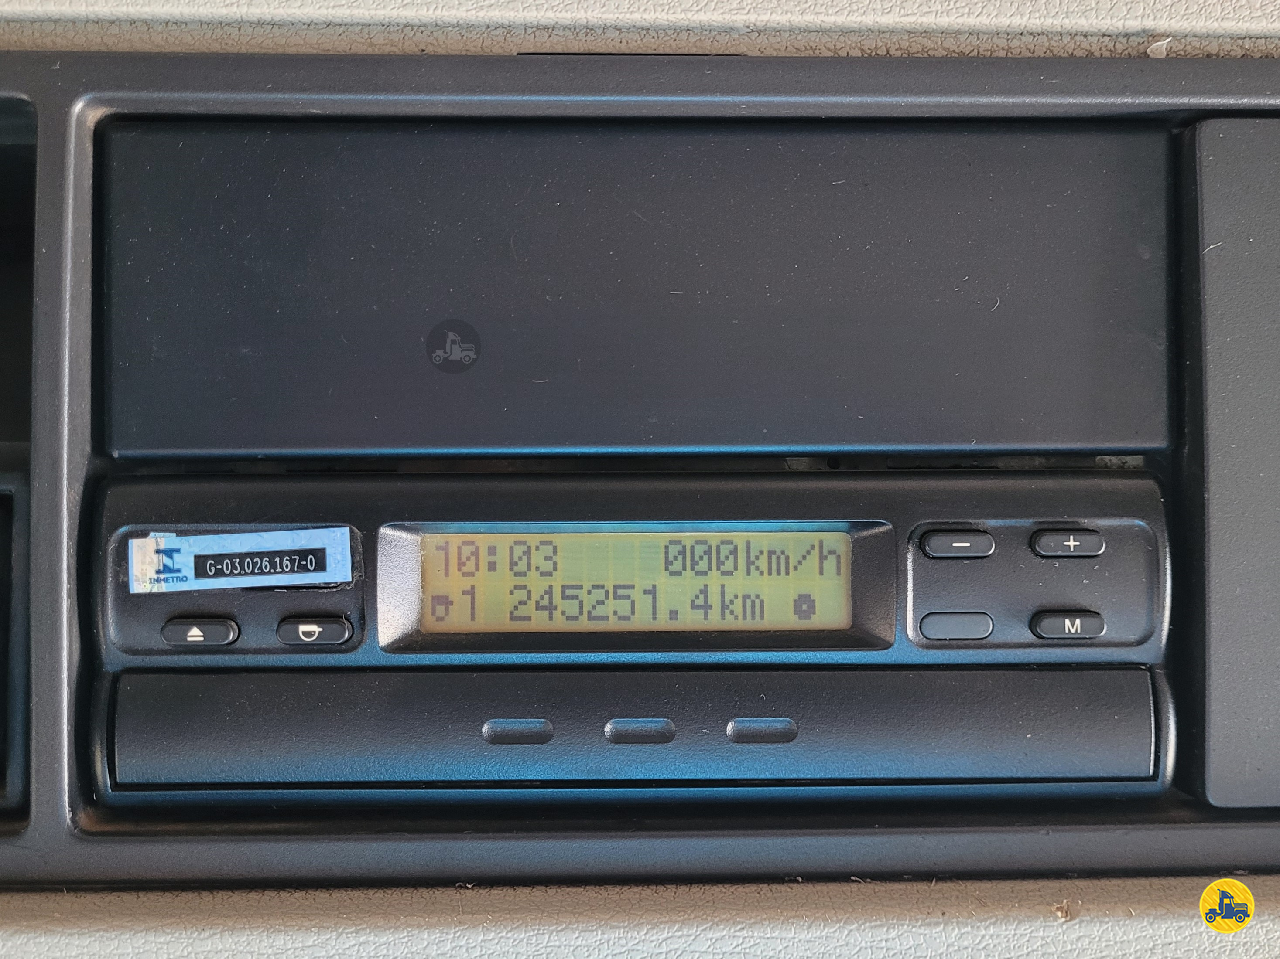 INMETRO
G-03.026.167-0
10:03 000km/h
1 245251.4km
− +
M